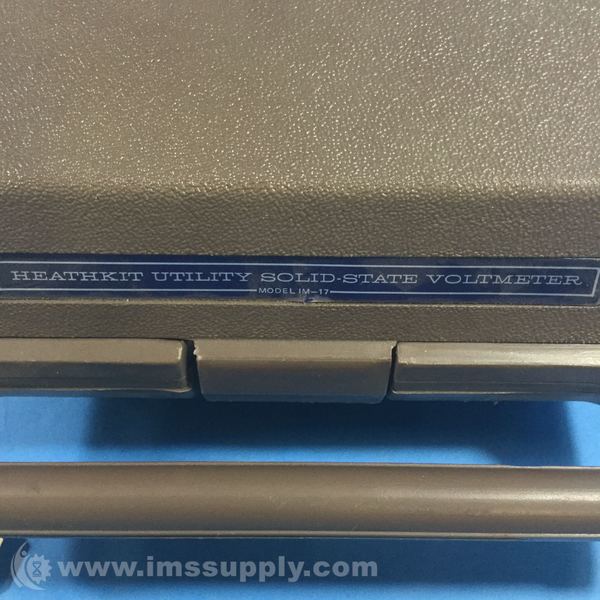 HEATHKIT UTILITY SOLID-STATE VOLTMETER
MODEL IM-17
www.imssupply.com